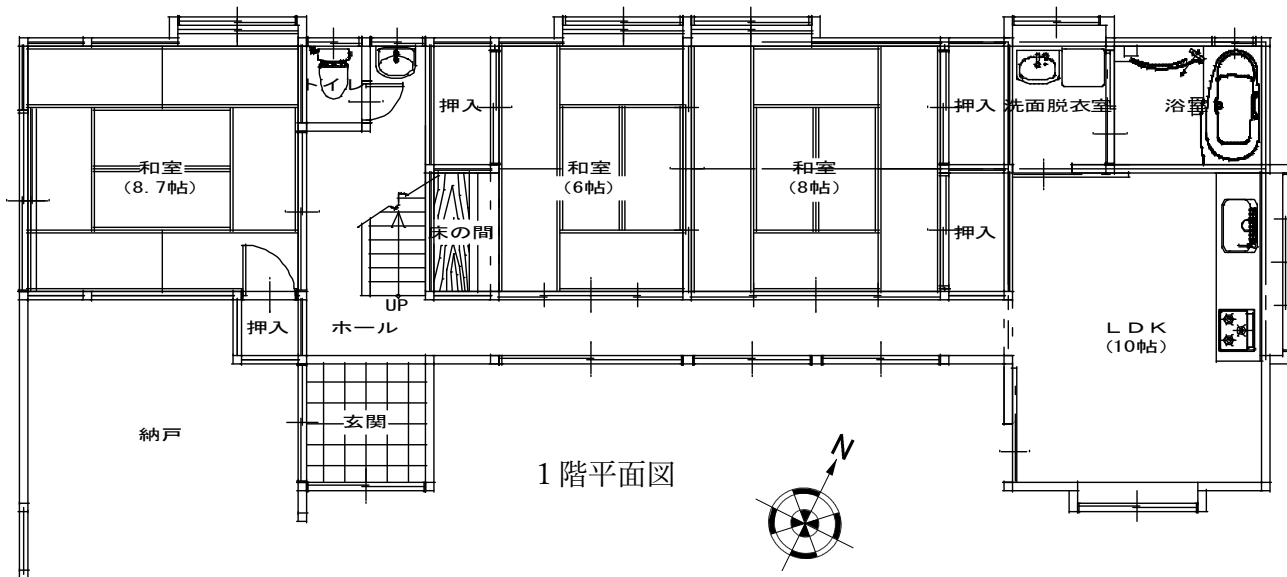 トイレ
押入
押入
洗面脱衣室
浴室
和室
(8.7帖)
和室
(6帖)
和室
(8帖)
床の間
押入
UP
押入
ホール
LDK
(10帖)
納戸
玄関
1階平面図
N